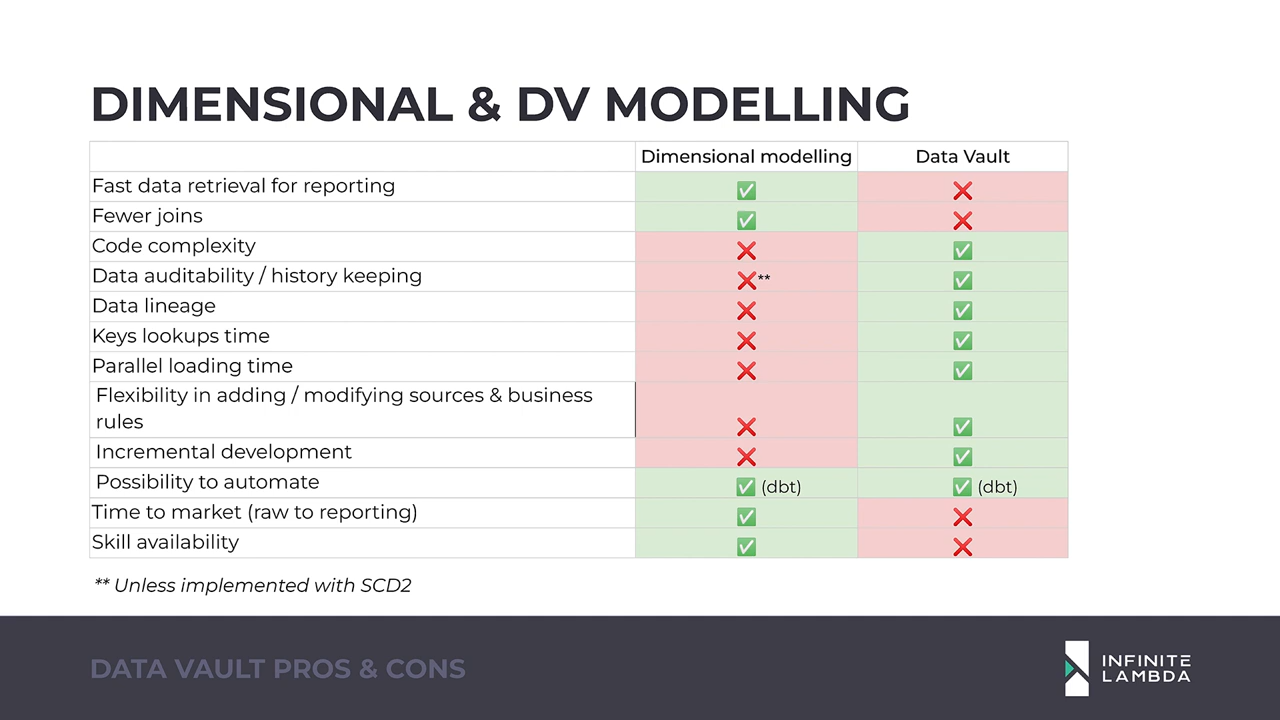 DIMENSIONAL & DV MODELLING
Dimensional modelling Data Vault
Fast data retrieval for reporting ✅ ❌
Fewer joins ✅ ❌
Code complexity ❌ ✅
Data auditability / history keeping ❌** ✅
Data lineage ❌ ✅
Keys lookups time ❌ ✅
Parallel loading time ❌ ✅
Flexibility in adding / modifying sources & business
rules ❌ ✅
Incremental development ❌ ✅
Possibility to automate ✅ (dbt) ✅ (dbt)
Time to market (raw to reporting) ✅ ❌
Skill availability ✅ ❌
** Unless implemented with SCD2
DATA VAULT PROS & CONS
INFINITE
LAMBDA